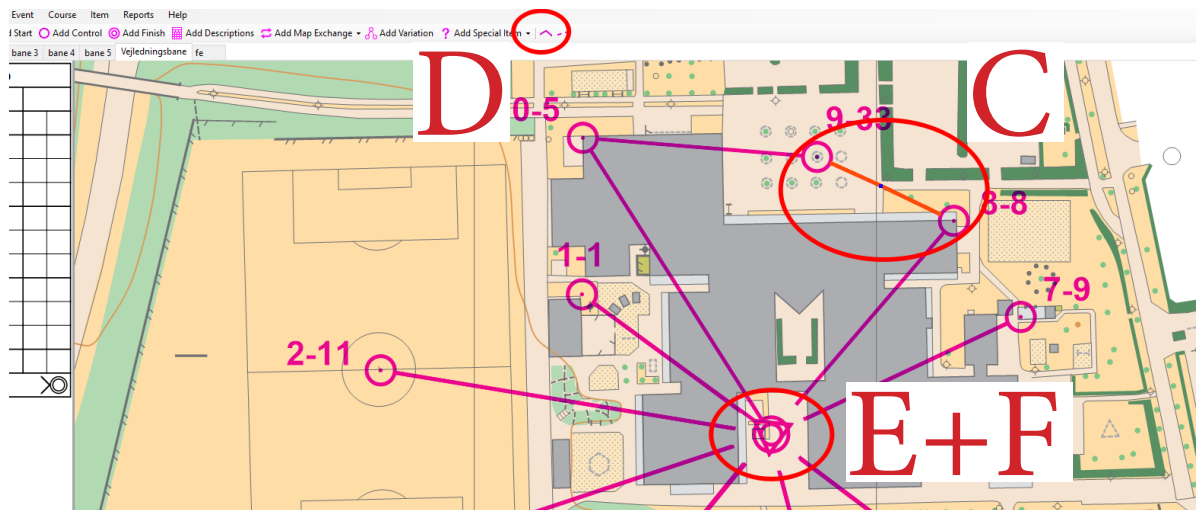 Event Course Item Reports Help
Start Add Control Add Finish Add Descriptions Add Map Exchange Add Variation ? Add Special Item
bane 3 bane 4 bane 5 Vejledningsbane fe
D
C
0-5
9-33
8-8
1-1
7-9
2-11
E+F